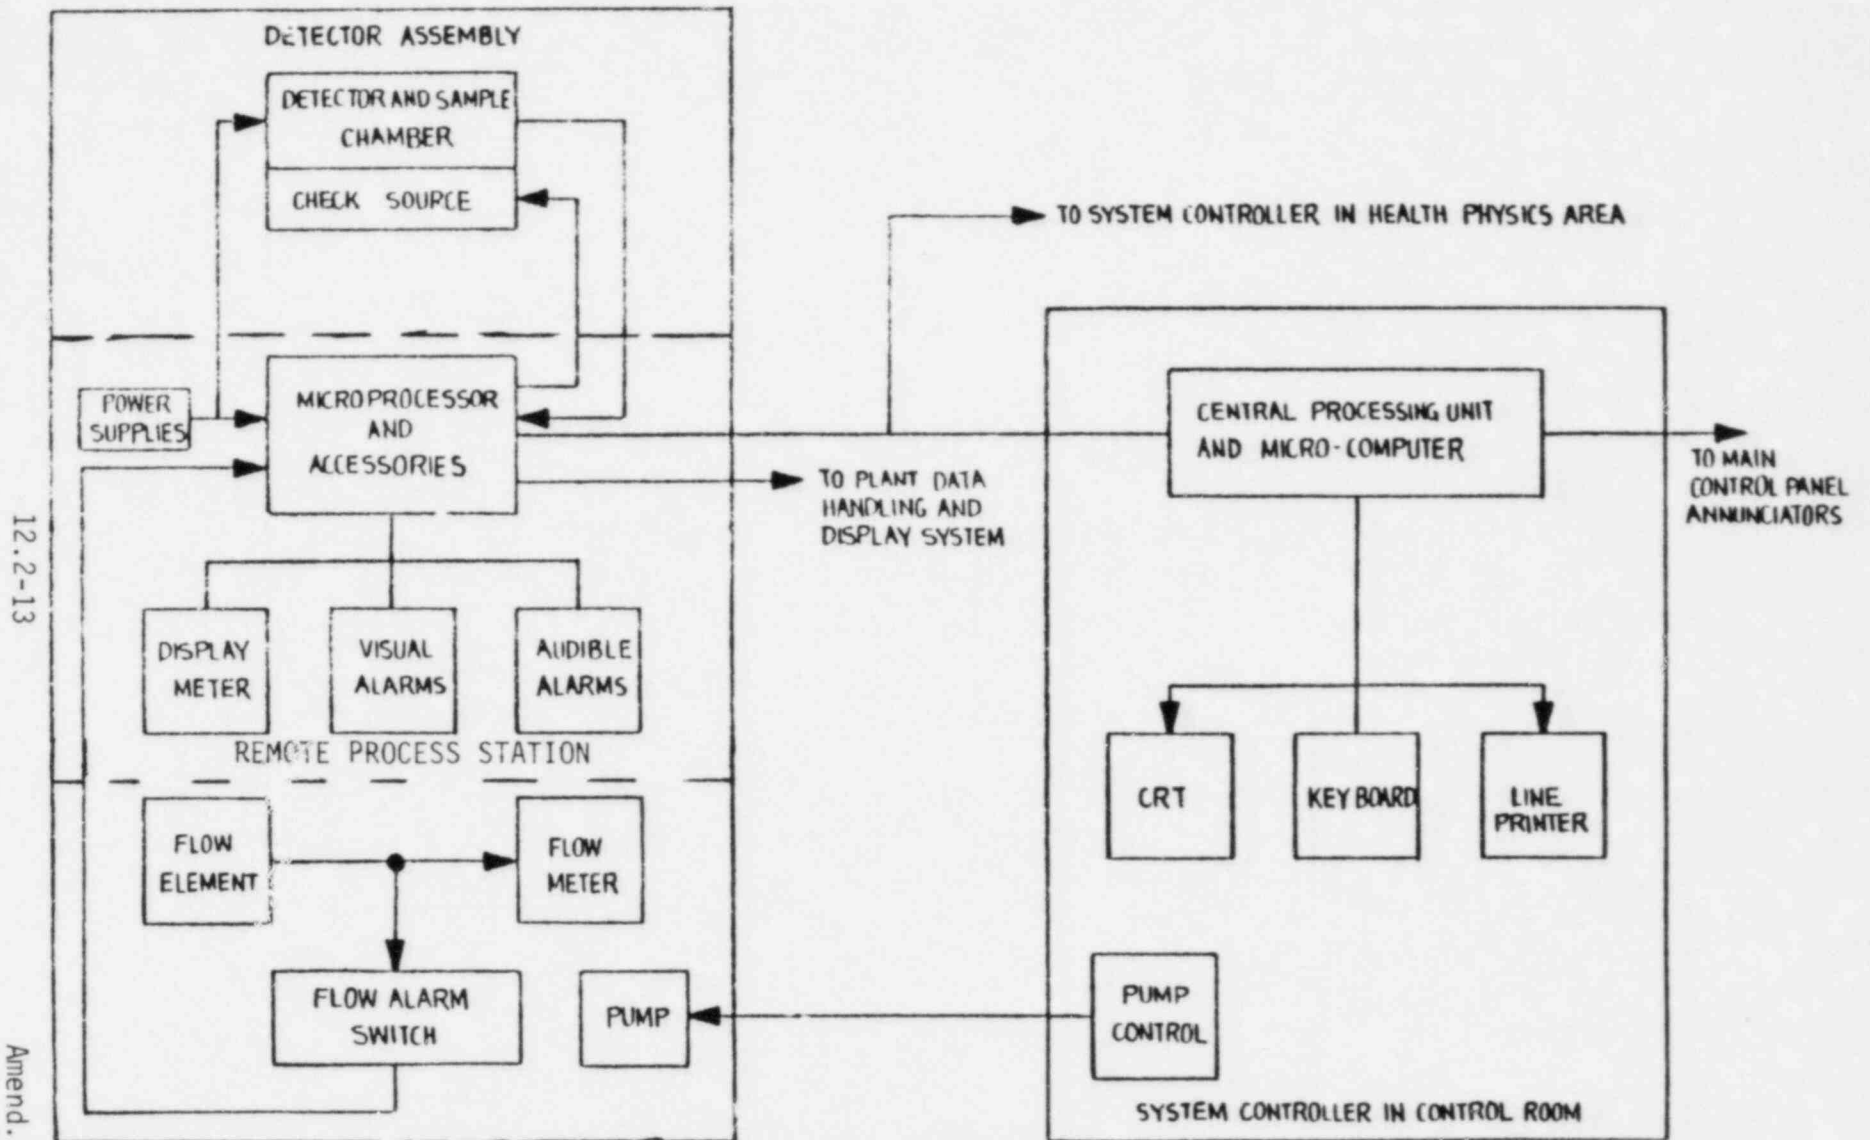 DETECTOR ASSEMBLY
DETECTOR AND SAMPLE
CHAMBER
CHECK SOURCE
TO SYSTEM CONTROLLER IN HEALTH PHYSICS AREA
POWER
SUPPLIES
MICROPROCESSOR
AND
ACCESSORIES
CENTRAL PROCESSING UNIT
AND MICRO-COMPUTER
TO MAIN
CONTROL PANEL
ANNUNCIATORS
TO PLANT DATA
HANDLING AND
DISPLAY SYSTEM
DISPLAY
METER
VISUAL
ALARMS
AUDIBLE
ALARMS
REMOTE PROCESS STATION
CRT
KEYBOARD
LINE
PRINTER
FLOW
ELEMENT
FLOW
METER
FLOW ALARM
SWITCH
PUMP
PUMP
CONTROL
SYSTEM CONTROLLER IN CONTROL ROOM
12.2-13
Amend.